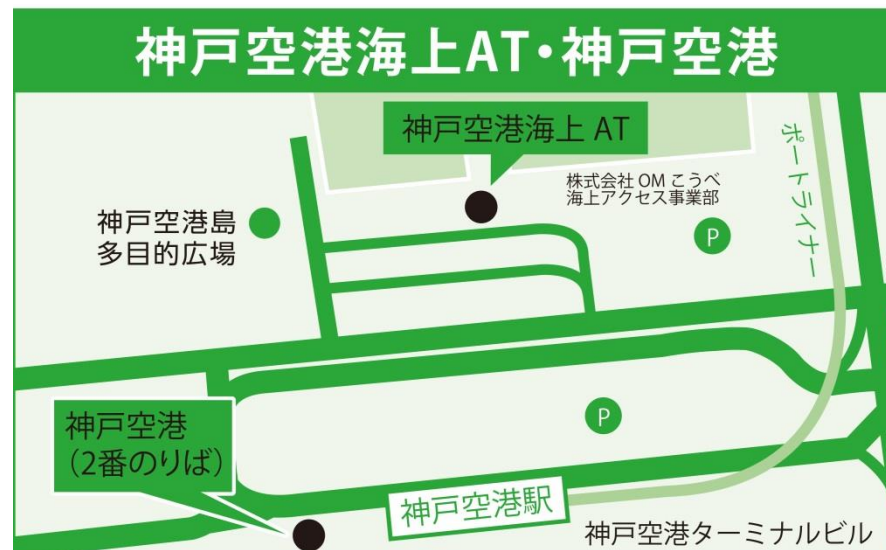 神戸空港海上AT・神戸空港
神戸空港海上 AT
株式会社 OM こうべ
海上アクセス事業部
ポートライナー
神戸空港島
多目的広場
P
P
神戸空港
（2番のりば）
神戸空港駅
神戸空港ターミナルビル